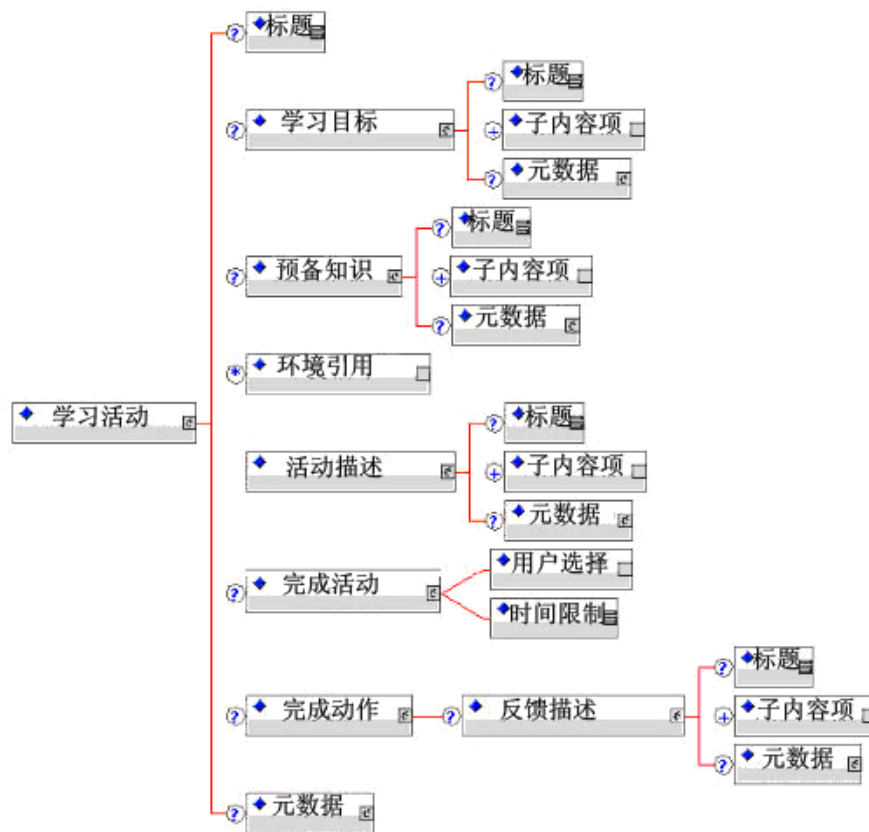 标题
学习目标
标题
子内容项
元数据
预备知识
标题
子内容项
元数据
环境引用
学习活动
活动描述
标题
子内容项
元数据
完成活动
用户选择
时间限制
完成动作
反馈描述
标题
子内容项
元数据
元数据